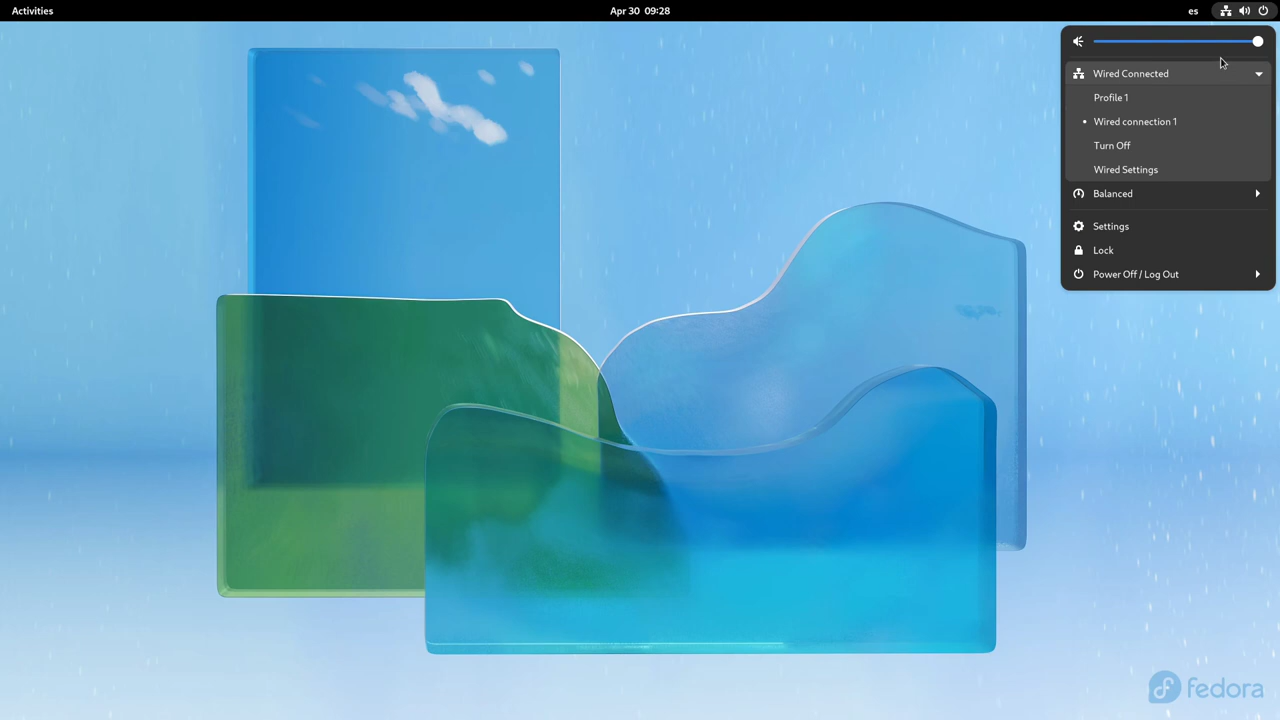 Activities
Apr 30 09:28
es
Wired Connected
Profile 1
Wired connection 1
Turn Off
Wired Settings
Balanced
Settings
Lock
Power Off / Log Out
fedora